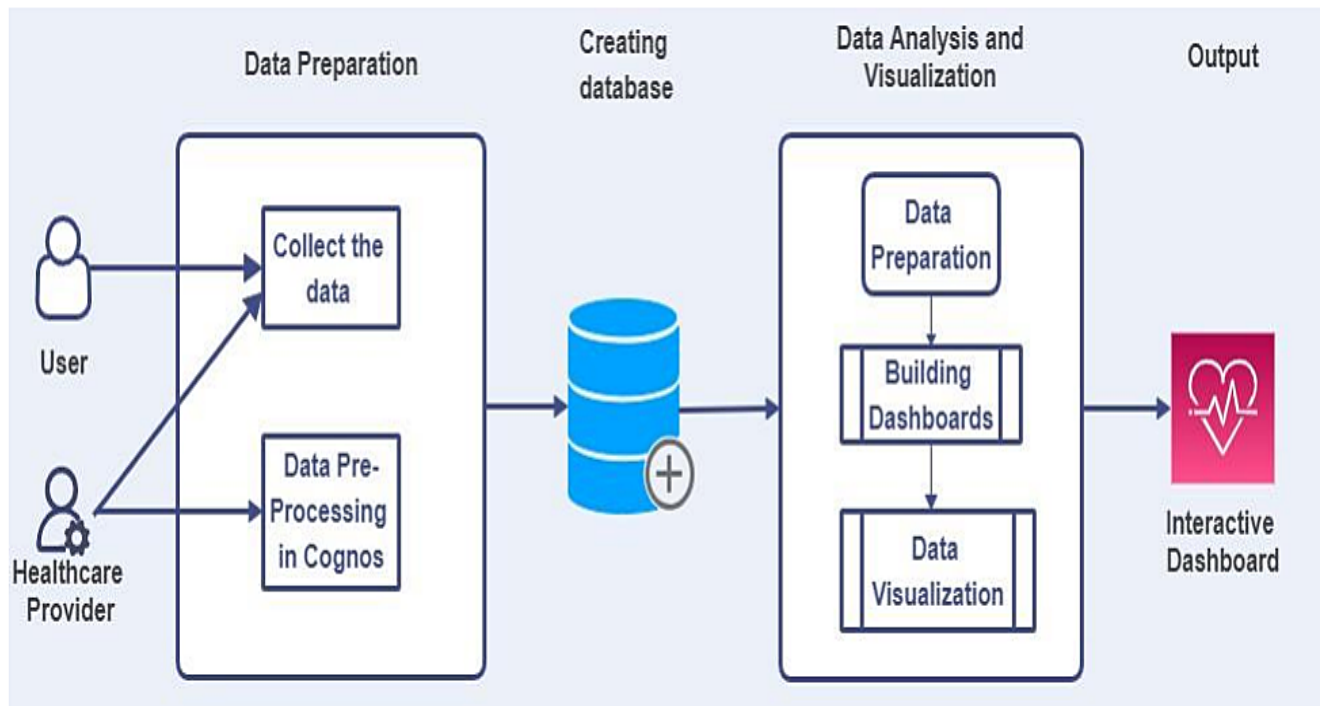 Data Preparation
Creating
database
Data Analysis and
Visualization
Output
User
Healthcare
Provider
Collect the
data
Data Pre-
Processing
in Cognos
Data
Preparation
Building
Dashboards
Data
Visualization
Interactive
Dashboard